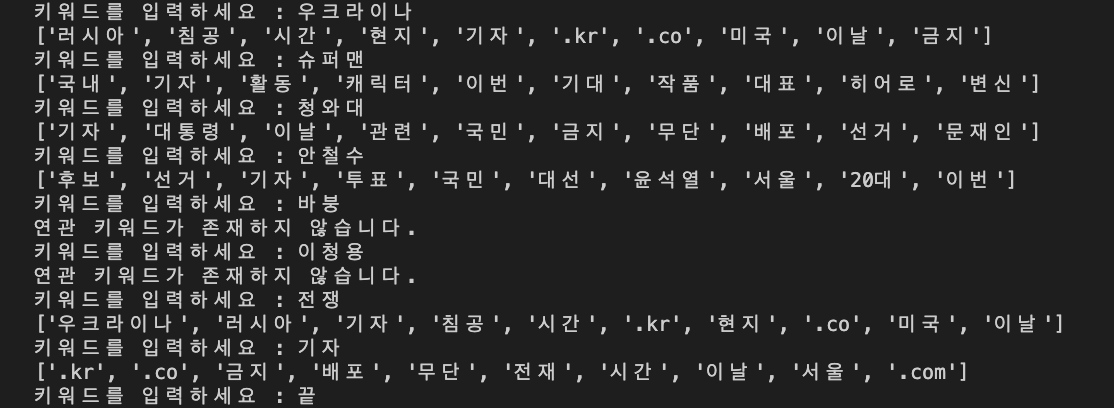 키워드를 입력하세요 : 우크라이나
['러시아', '침공', '시간', '현지', '기자', '.kr', '.co', '미국', '이날', '금지']
키워드를 입력하세요 : 슈퍼맨
['국내', '기자', '활동', '캐릭터', '이번', '기대', '작품', '대표', '히어로', '변신']
키워드를 입력하세요 : 청와대
['기자', '대통령', '이날', '관련', '국민', '금지', '무단', '배포', '선거', '문재인']
키워드를 입력하세요 : 안철수
['후보', '선거', '기자', '투표', '국민', '대선', '윤석열', '서울', '20대', '이번']
키워드를 입력하세요 : 바붕
연관 키워드가 존재하지 않습니다.
키워드를 입력하세요 : 이청용
연관 키워드가 존재하지 않습니다.
키워드를 입력하세요 : 전쟁
['우크라이나', '러시아', '기자', '침공', '시간', '.kr', '현지', '.co', '미국', '이날']
키워드를 입력하세요 : 기자
['.kr', '.co', '금지', '배포', '무단', '전재', '시간', '이날', '서울', '.com']
키워드를 입력하세요 : 끝